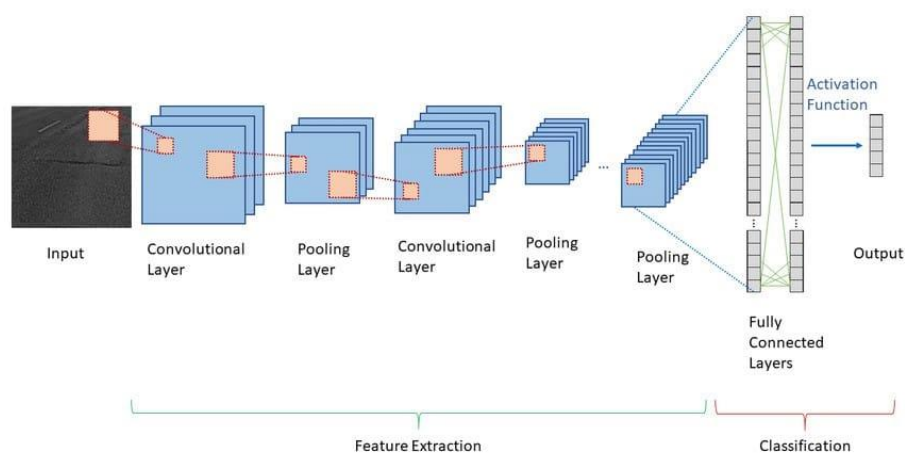 Activation
Function
Input
Convolutional
Layer
Pooling
Layer
Convolutional
Layer
Pooling
Layer
...
Pooling
Layer
Output
Fully
Connected
Layers
Feature Extraction
Classification